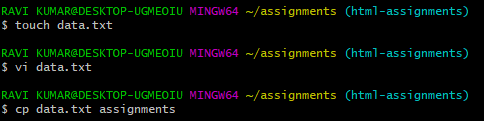 RAVI KUMAR@DESKTOP-UGMEOIU MINGW64 ~/assignments (html-assignments)
$ touch data.txt
RAVI KUMAR@DESKTOP-UGMEOIU MINGW64 ~/assignments (html-assignments)
$ vi data.txt
RAVI KUMAR@DESKTOP-UGMEOIU MINGW64 ~/assignments (html-assignments)
$ cp data.txt assignments